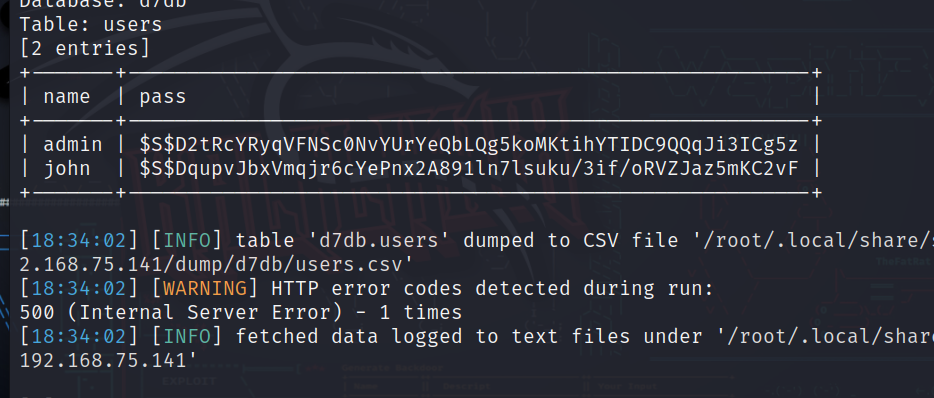 Database: d7db
Table: users
[2 entries]
+-------+---------------------------------------------------------+
| name | pass |
+-------+---------------------------------------------------------+
| admin | $S$D2tRcYRyqVFNSc0NvYUrYeQbLQg5koMKtihYTIDC9QQqJi3ICg5z |
| john | $S$DqupvJbxVmqjr6cYePnx2A891ln7lsuku/3if/oRVZJaz5mKC2vF |
+-------+---------------------------------------------------------+
[18:34:02] [INFO] table 'd7db.users' dumped to CSV file '/root/.local/share/s
2.168.75.141/dump/d7db/users.csv'
[18:34:02] [WARNING] HTTP error codes detected during run:
500 (Internal Server Error) - 1 times
[18:34:02] [INFO] fetched data logged to text files under '/root/.local/share
192.168.75.141'